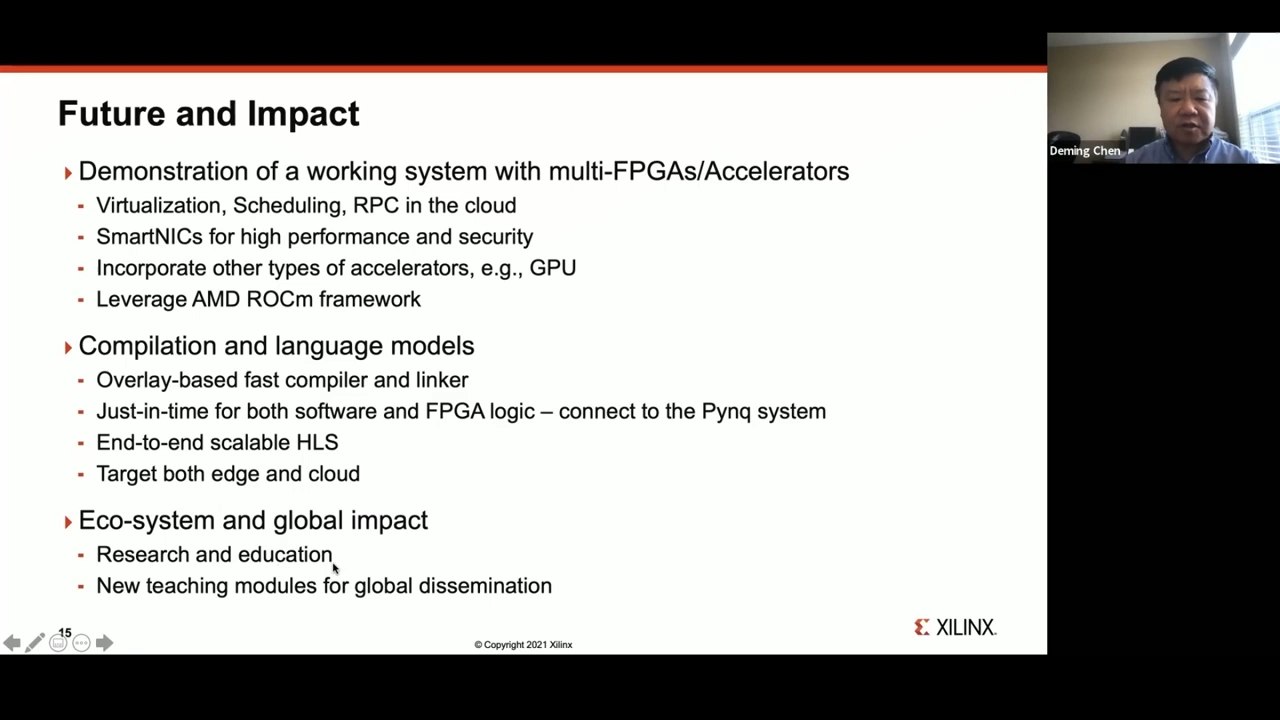 Future and Impact
Demonstration of a working system with multi-FPGAs/Accelerators
- Virtualization, Scheduling, RPC in the cloud
- SmartNICs for high performance and security
- Incorporate other types of accelerators, e.g., GPU
- Leverage AMD ROCm framework
Compilation and language models
- Overlay-based fast compiler and linker
- Just-in-time for both software and FPGA logic – connect to the Pynq system
- End-to-end scalable HLS
- Target both edge and cloud
Eco-system and global impact
- Research and education
- New teaching modules for global dissemination
15
© Copyright 2021 Xilinx
XILINX
Deming Chen